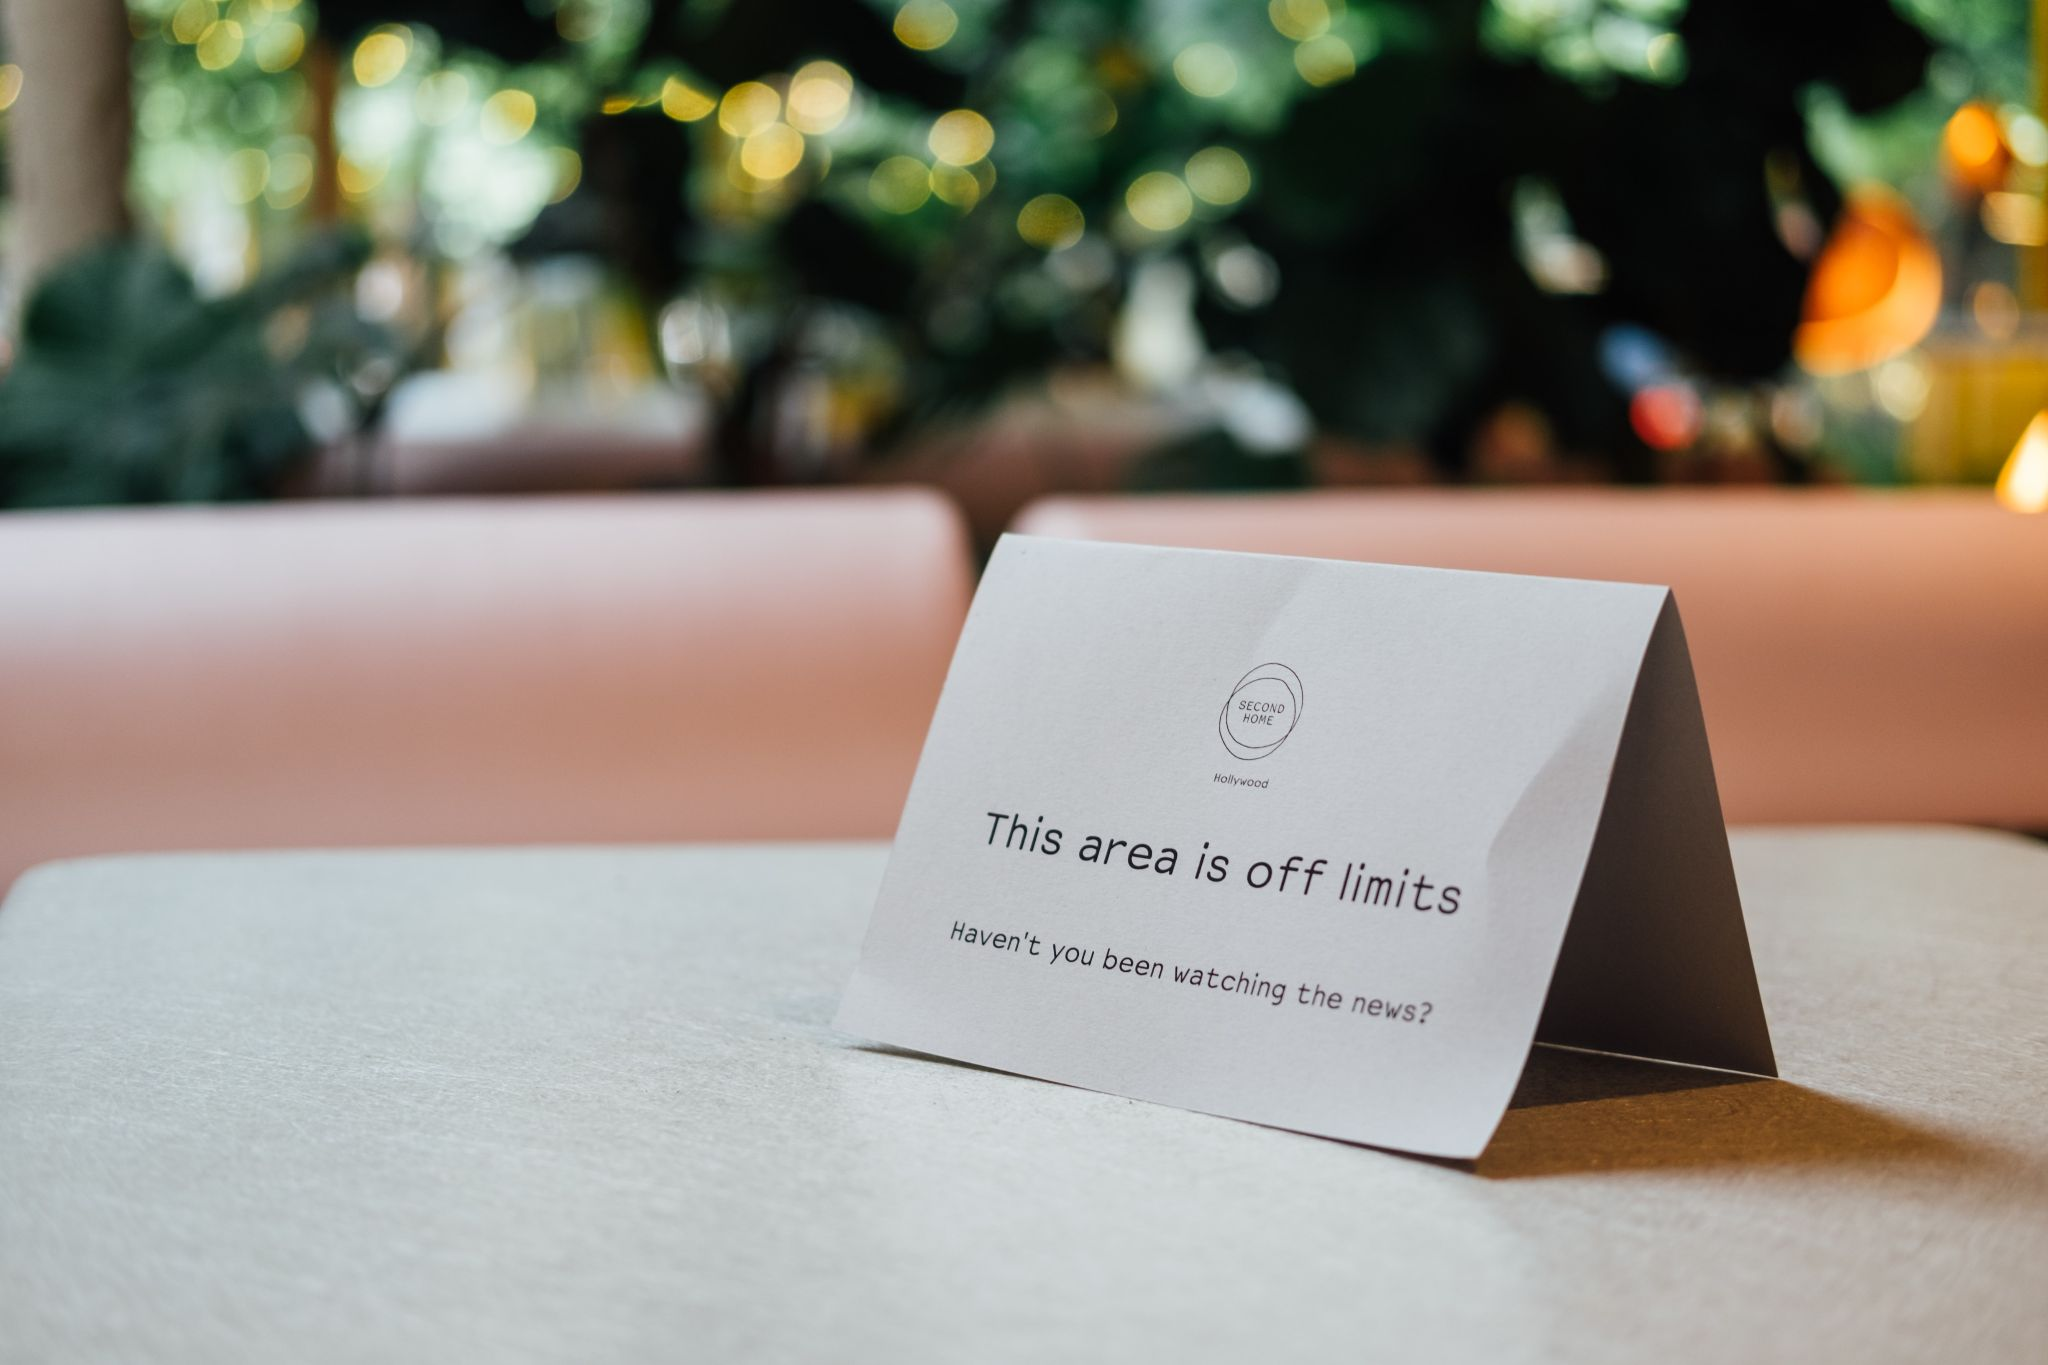 SECOND
HOME
Hollywood
This area is off limits
Haven't you been watching the news?